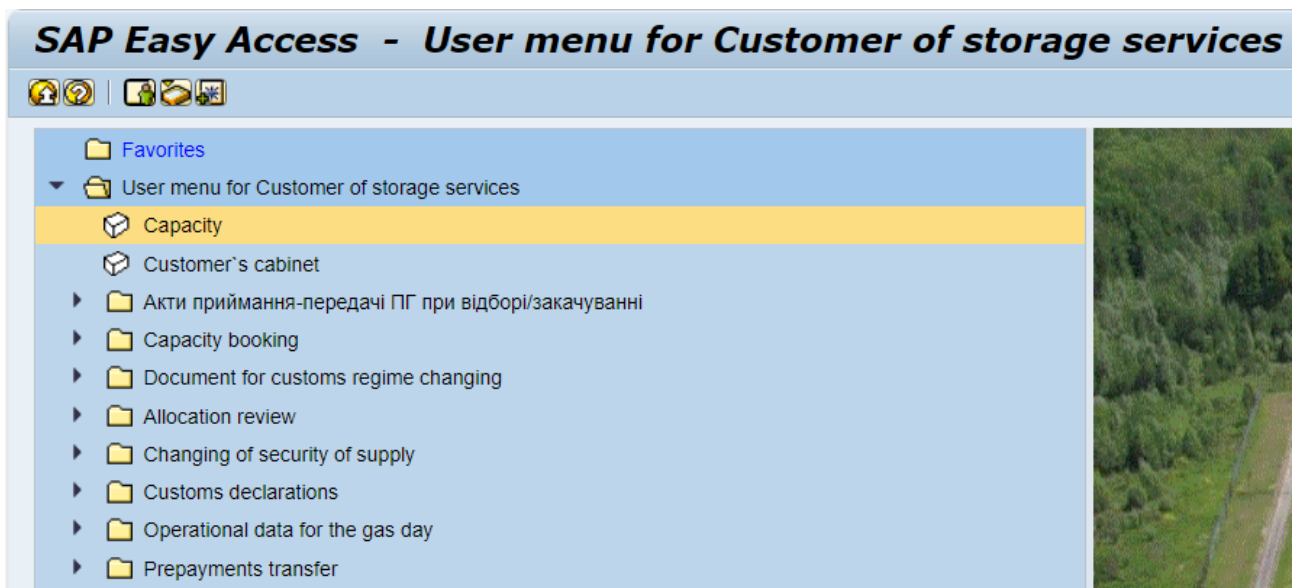 SAP Easy Access - User menu for Customer of storage services
Favorites
User menu for Customer of storage services
Capacity
Customer`s cabinet
Акти приймання-передачі ПГ при відборі/закачуванні
Capacity booking
Document for customs regime changing
Allocation review
Changing of security of supply
Customs declarations
Operational data for the gas day
Prepayments transfer